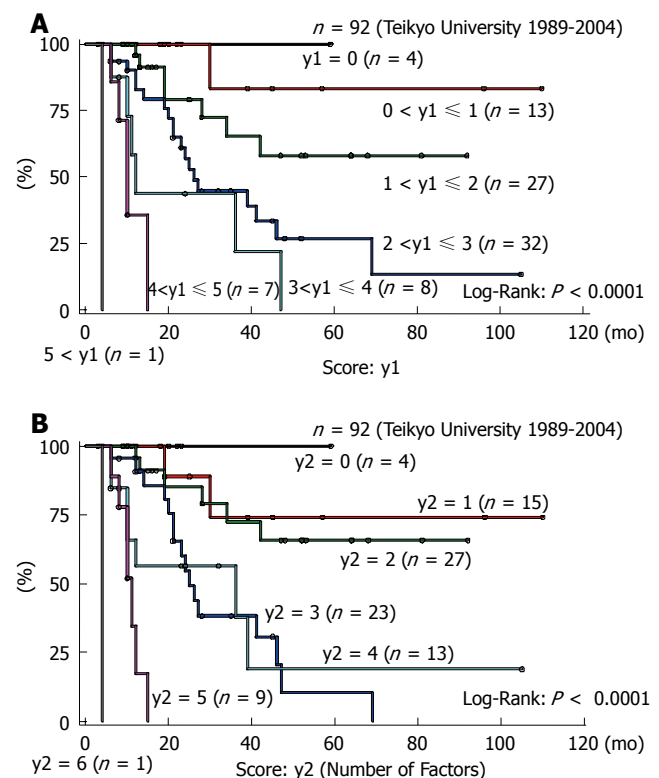 A
n = 92 (Teikyo University 1989-2004)
100
y1 = 0 (n = 4)
0 < y1 ⩽ 1 (n = 13)
75
1 < y1 ⩽ 2 (n = 27)
(%)
50
2 <y1 ⩽ 3 (n = 32)
25
4<y1 ⩽ 5 (n = 7)
3<y1 ⩽ 4 (n = 8)
Log-Rank: P < 0.0001
0
0 20 40 60 80 100 120 (mo)
5 < y1 (n = 1)
Score: y1
B
n = 92 (Teikyo University 1989-2004)
100
y2 = 0 (n = 4)
y2 = 1 (n = 15)
75
y2 = 2 (n = 27)
(%)
50
y2 = 3 (n = 23)
25
y2 = 4 (n = 13)
y2 = 5 (n = 9)
Log-Rank: P < 0.0001
0
0 20 40 60 80 100 120 (mo)
y2 = 6 (n = 1)
Score: y2 (Number of Factors)